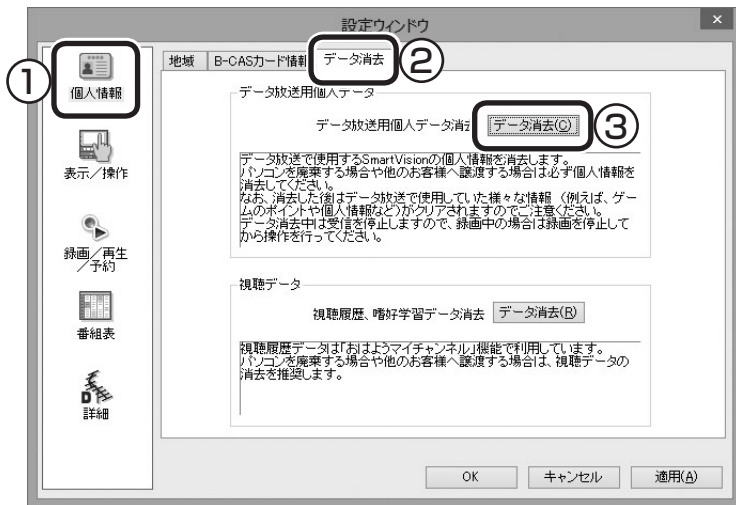 設定ウィンドウ
×
①
個人情報
表示／操作
録画／再生
／予約
番組表
詳細
地域
B-CASカード情報
データ消去
②
データ放送用個人データ
データ放送用個人データ消去
データ消去(C)
③
データ放送で使用するSmartVisionの個人情報を消去します。
パソコンを廃棄する場合や他のお客様へ譲渡する場合は必ず個人情報を
消去してください。
なお、消去した後はデータ放送で使用していた様々な情報（例えば、ゲー
ムのポイントや個人情報など）がクリアされますのでご注意ください。
データ消去中は受信を停止しますので、録画中の場合は録画を停止して
から操作を行ってください。
視聴データ
視聴履歴、嗜好学習データ消去
データ消去(R)
視聴履歴データは「おはようマイチャンネル」機能で利用しています。
パソコンを廃棄する場合や他のお客様へ譲渡する場合は、視聴データの
消去を推奨します。
OK
キャンセル
適用(A)